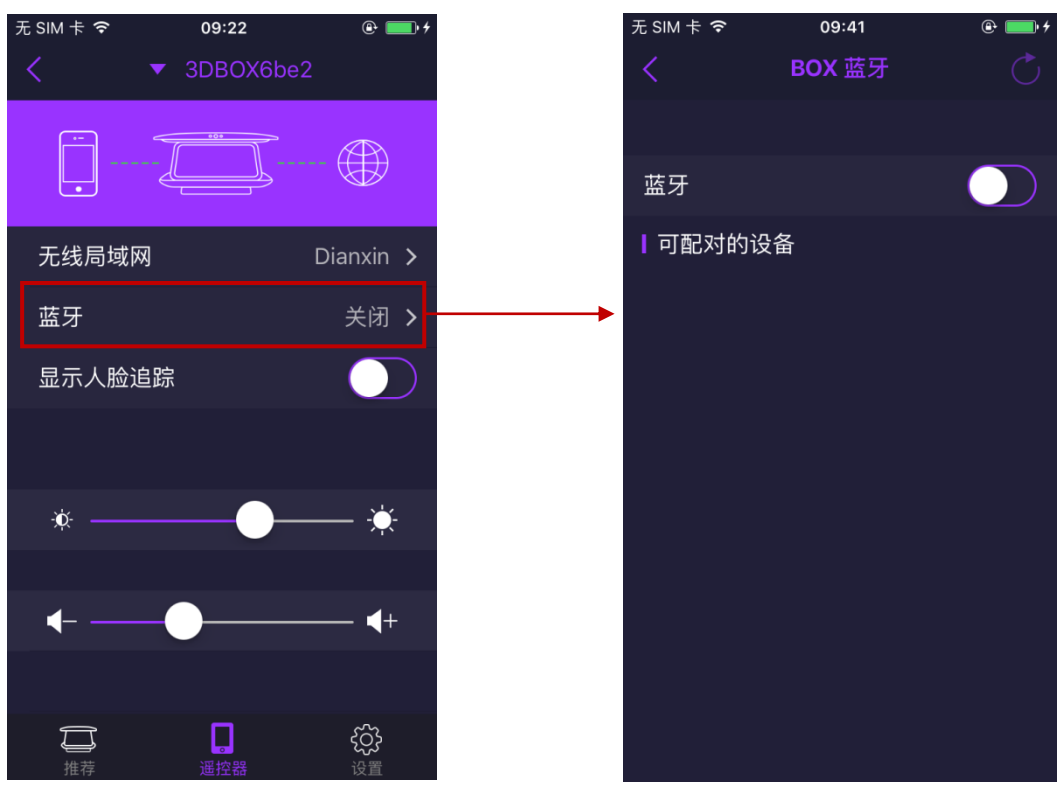 无 SIM 卡 09:22
3DBOX6be2
无线局域网 Dianxin
蓝牙 关闭
显示人脸追踪
推荐 遥控器 设置
无 SIM 卡 09:41
BOX 蓝牙
蓝牙
可配对的设备